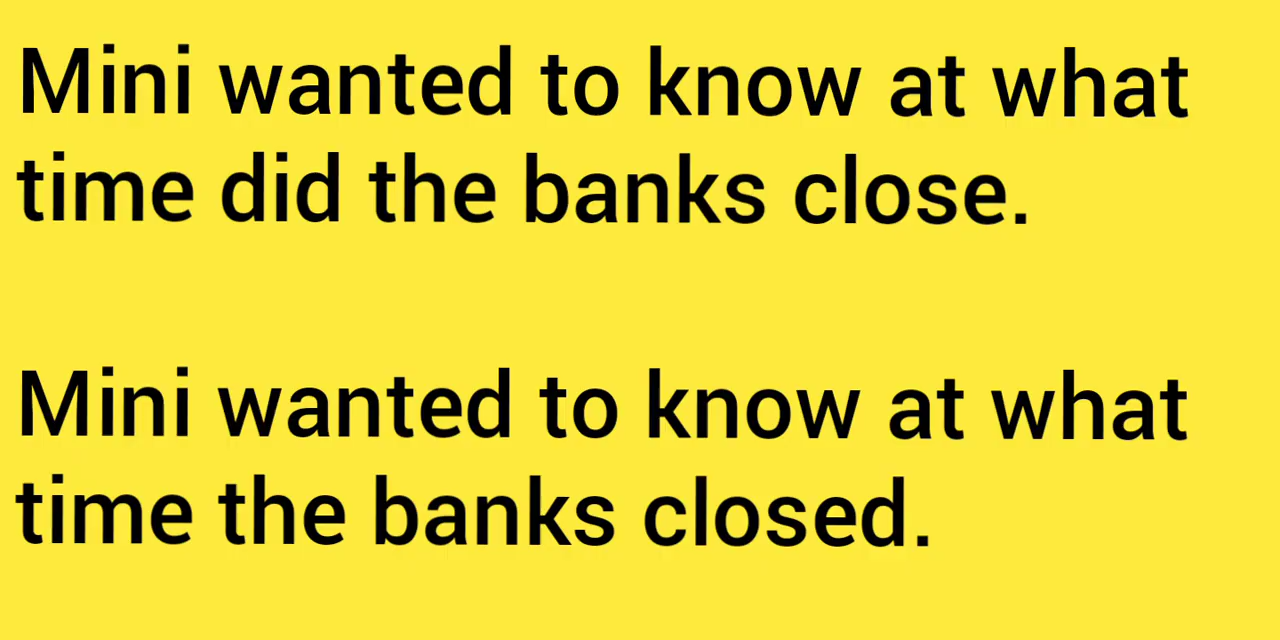 Mini wanted to know at what
time did the banks close.
Mini wanted to know at what
time the banks closed.